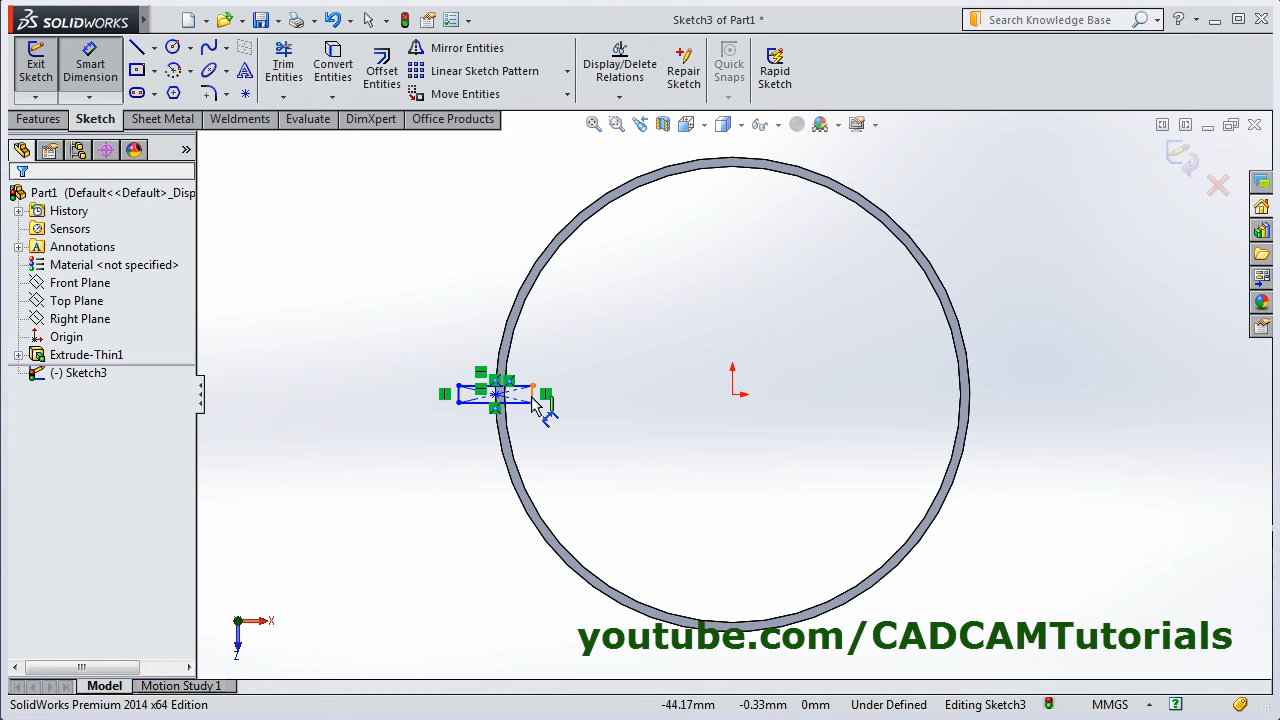 SOLIDWORKS
Sketch3 of Part1 *
Search Knowledge Base
Exit Sketch
Smart Dimension
Trim Entities
Convert Entities
Offset Entities
Mirror Entities
Linear Sketch Pattern
Move Entities
Display/Delete Relations
Repair Sketch
Quick Snaps
Rapid Sketch
Features
Sketch
Sheet Metal
Weldments
Evaluate
DimXpert
Office Products
Part1 (Default<<Default>_Disp
History
Sensors
Annotations
Material <not specified>
Front Plane
Top Plane
Right Plane
Origin
Extrude-Thin1
(-) Sketch3
X
Z
youtube.com/CADCAMTutorials
Model
Motion Study 1
SolidWorks Premium 2014 x64 Edition
-44.17mm
-0.33mm
0mm
Under Defined
Editing Sketch3
MMGS